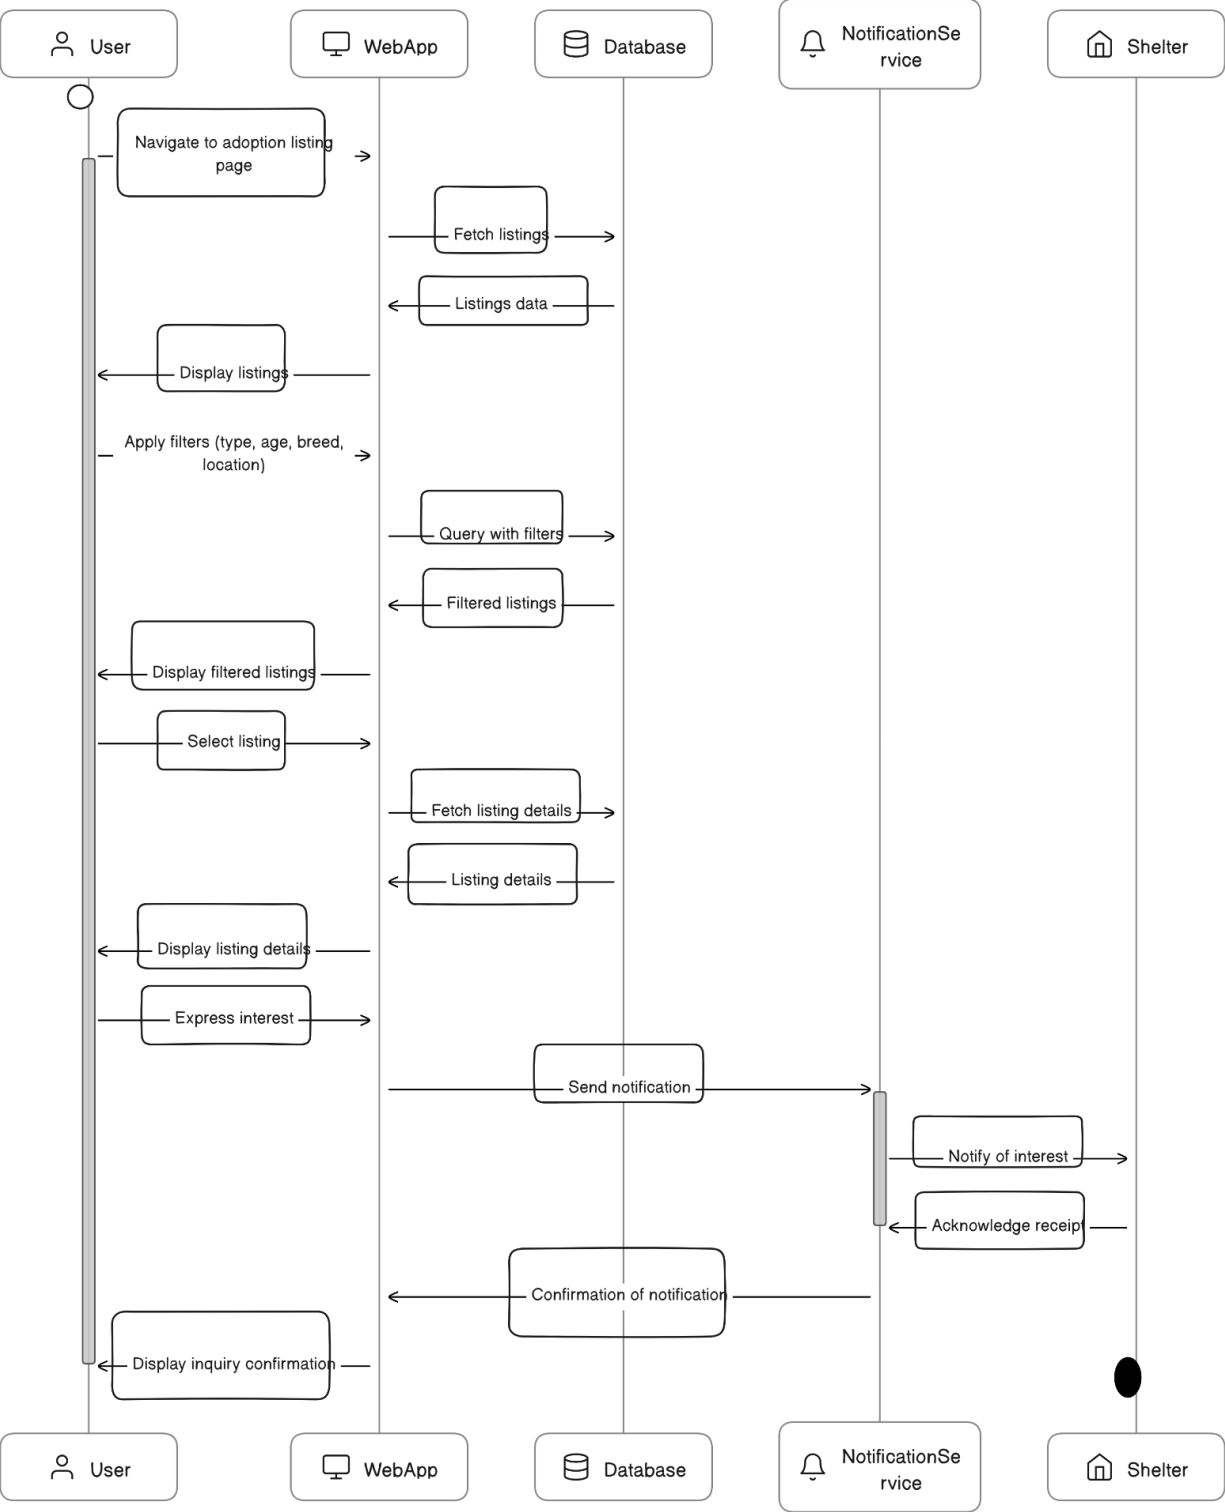 User
WebApp
Database
NotificationSe
rvice
Shelter
Navigate to adoption listing
page
Fetch listings
Listings data
Display listings
Apply filters (type, age, breed,
location)
Query with filters
Filtered listings
Display filtered listings
Select listing
Fetch listing details
Listing details
Display listing details
Express interest
Send notification
Notify of interest
Acknowledge receipt
Confirmation of notification
Display inquiry confirmation
User
WebApp
Database
NotificationSe
rvice
Shelter